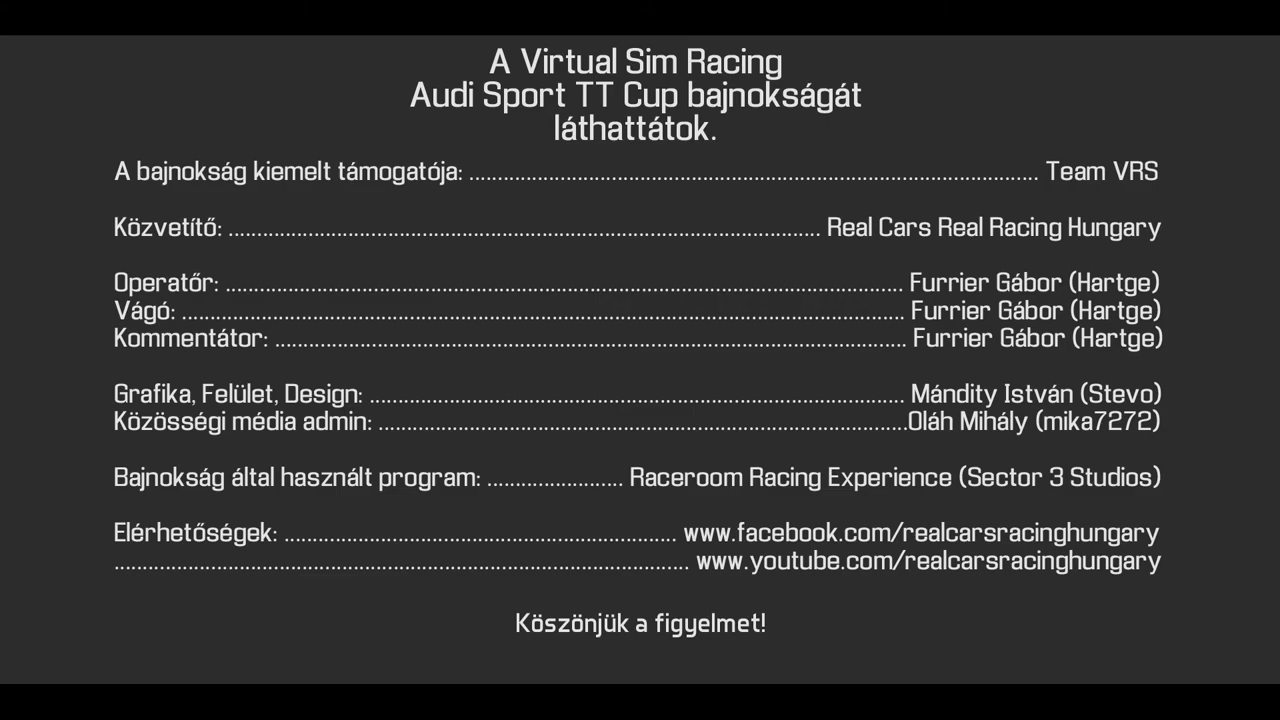 A Virtual Sim Racing
Audi Sport TT Cup bajnokságát
láthattátok.
A bajnokság kiemelt támogatója: .................................................................................................... Team VRS
Közvetítő: ........................................................................................................ Real Cars Real Racing Hungary
Operatőr: ....................................................................................................................... Furrier Gábor (Hartge)
Vágó: ............................................................................................................................... Furrier Gábor (Hartge)
Kommentátor: ............................................................................................................... Furrier Gábor (Hartge)
Grafika, Felület, Design: .............................................................................................. Mándity István (Stevo)
Közösségi média admin: .............................................................................................Oláh Mihály (mika7272)
Bajnokság által használt program: ........................ Raceroom Racing Experience (Sector 3 Studios)
Elérhetőségek: ..................................................................... www.facebook.com/realcarsracinghungary
..................................................................................................... www.youtube.com/realcarsracinghungary
Köszönjük a figyelmet!